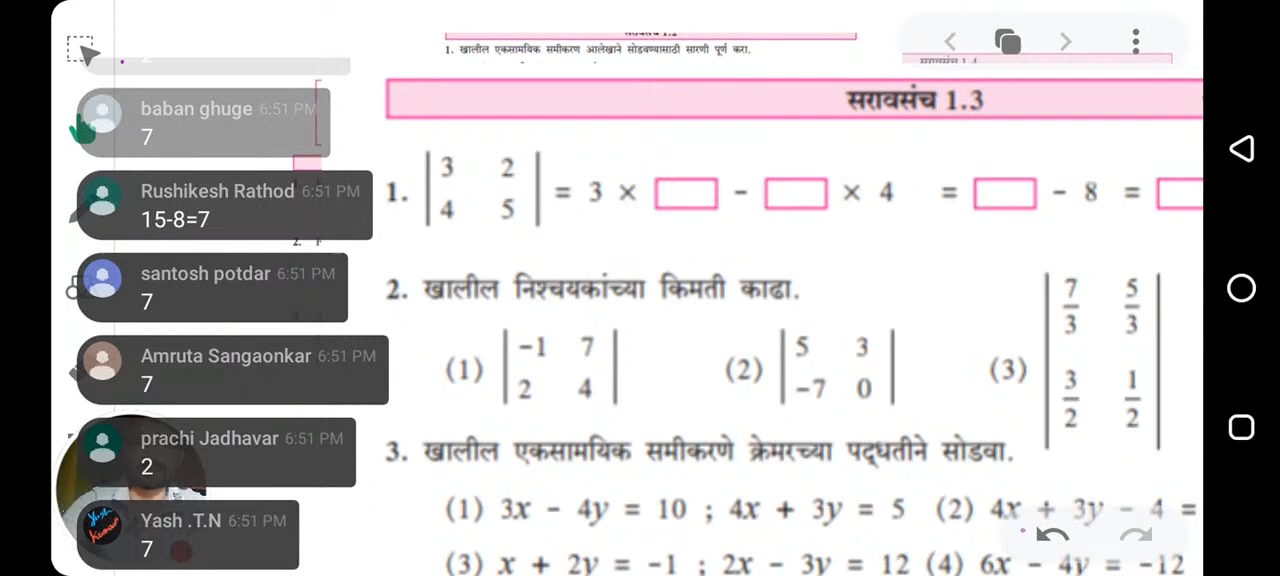 1. खालील एकसामयिक समीकरण आलेखाने सोडवण्यासाठी सारणी पूर्ण करा.
सरावसंच 1.3
baban ghuge 6:51 PM
7
Rushikesh Rathod 6:51 PM
15-8=7
santosh potdar 6:51 PM
7
Amruta Sangaonkar 6:51 PM
7
prachi Jadhavar 6:51 PM
2
Yash .T.N 6:51 PM
7
1. | 3 2 |
| 4 5 | = 3 × □ - □ × 4 = □ - 8 = □
2. खालील निश्चयकांच्या किमती काढा.
(1) | -1 7 |
| 2 4 |
(2) | 5 3 |
| -7 0 |
(3) | 7/3 5/3 |
| 3/2 1/2 |
3. खालील एकसामयिक समीकरणे क्रेमरच्या पद्धतीने सोडवा.
(1) 3x - 4y = 10 ; 4x + 3y = 5 (2) 4x + 3y - 4 =
(3) x + 2y = -1 ; 2x - 3y = 12 (4) 6x - 4y = -12